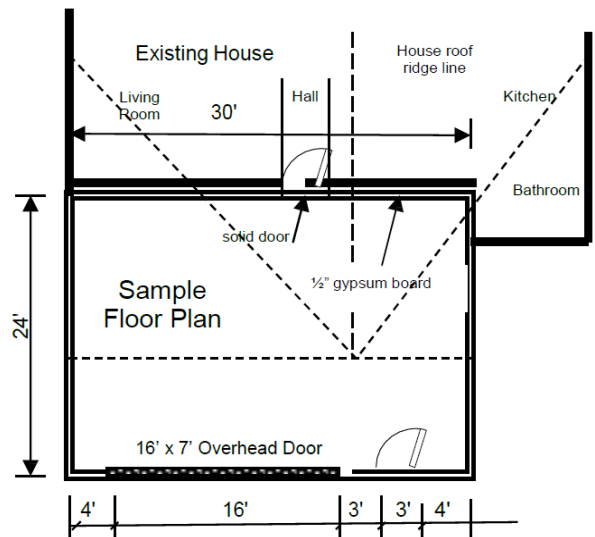 Existing House
House roof
ridge line
Living
Room
Hall
Kitchen
30'
Bathroom
solid door
½" gypsum board
Sample
Floor Plan
24'
16' x 7' Overhead Door
4'
16'
3'
3'
4'